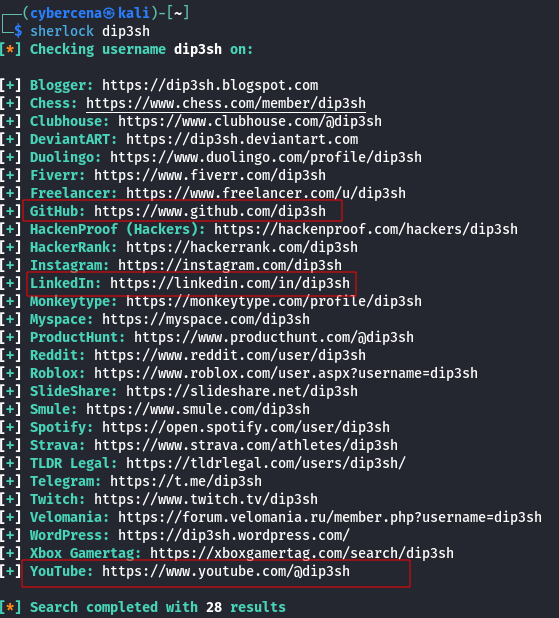 (cybercena㉿kali)-[~]
$ sherlock dip3sh
[*] Checking username dip3sh on:
[+] Blogger: https://dip3sh.blogspot.com
[+] Chess: https://www.chess.com/member/dip3sh
[+] Clubhouse: https://www.clubhouse.com/@dip3sh
[+] DeviantART: https://dip3sh.deviantart.com
[+] Duolingo: https://www.duolingo.com/profile/dip3sh
[+] Fiverr: https://www.fiverr.com/dip3sh
[+] Freelancer: https://www.freelancer.com/u/dip3sh
[+] GitHub: https://www.github.com/dip3sh
[+] HackenProof (Hackers): https://hackenproof.com/hackers/dip3sh
[+] HackerRank: https://hackerrank.com/dip3sh
[+] Instagram: https://instagram.com/dip3sh
[+] LinkedIn: https://linkedin.com/in/dip3sh
[+] Monkeytype: https://monkeytype.com/profile/dip3sh
[+] Myspace: https://myspace.com/dip3sh
[+] ProductHunt: https://www.producthunt.com/@dip3sh
[+] Reddit: https://www.reddit.com/user/dip3sh
[+] Roblox: https://www.roblox.com/user.aspx?username=dip3sh
[+] SlideShare: https://slideshare.net/dip3sh
[+] Smule: https://www.smule.com/dip3sh
[+] Spotify: https://open.spotify.com/user/dip3sh
[+] Strava: https://www.strava.com/athletes/dip3sh
[+] TLDR Legal: https://tldrlegal.com/users/dip3sh/
[+] Telegram: https://t.me/dip3sh
[+] Twitch: https://www.twitch.tv/dip3sh
[+] Velomania: https://forum.velomania.ru/member.php?username=dip3sh
[+] WordPress: https://dip3sh.wordpress.com/
[+] Xbox Gamertag: https://xboxgamertag.com/search/dip3sh
[+] YouTube: https://www.youtube.com/@dip3sh
[*] Search completed with 28 results